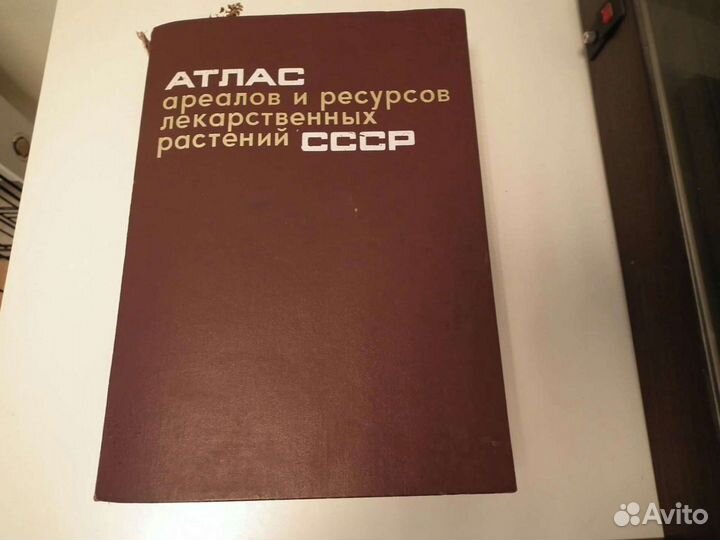 АТЛАС
ареалов и ресурсов
лекарственных
растений СССР
Avito